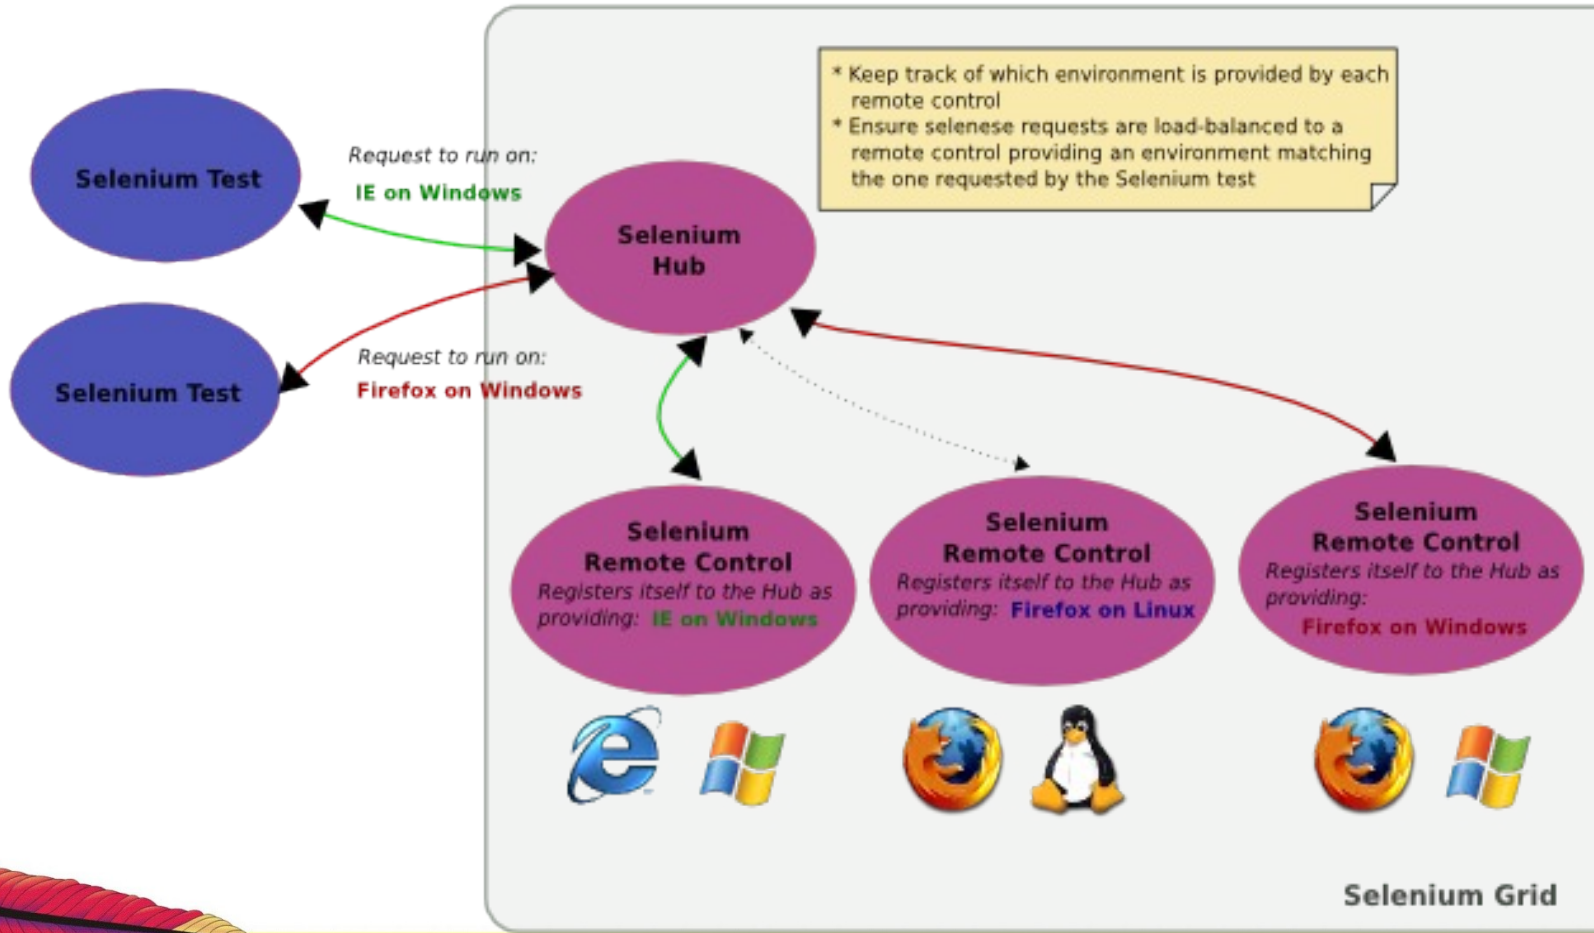 * Keep track of which environment is provided by each
remote control
* Ensure selenese requests are load-balanced to a
remote control providing an environment matching
the one requested by the Selenium test
Selenium Test
Request to run on:
IE on Windows
Selenium
Hub
Selenium Test
Request to run on:
Firefox on Windows
Selenium
Remote Control
Registers itself to the Hub as
providing: IE on Windows
Selenium
Remote Control
Registers itself to the Hub as
providing: Firefox on Linux
Selenium
Remote Control
Registers itself to the Hub as
providing:
Firefox on Windows
Selenium Grid